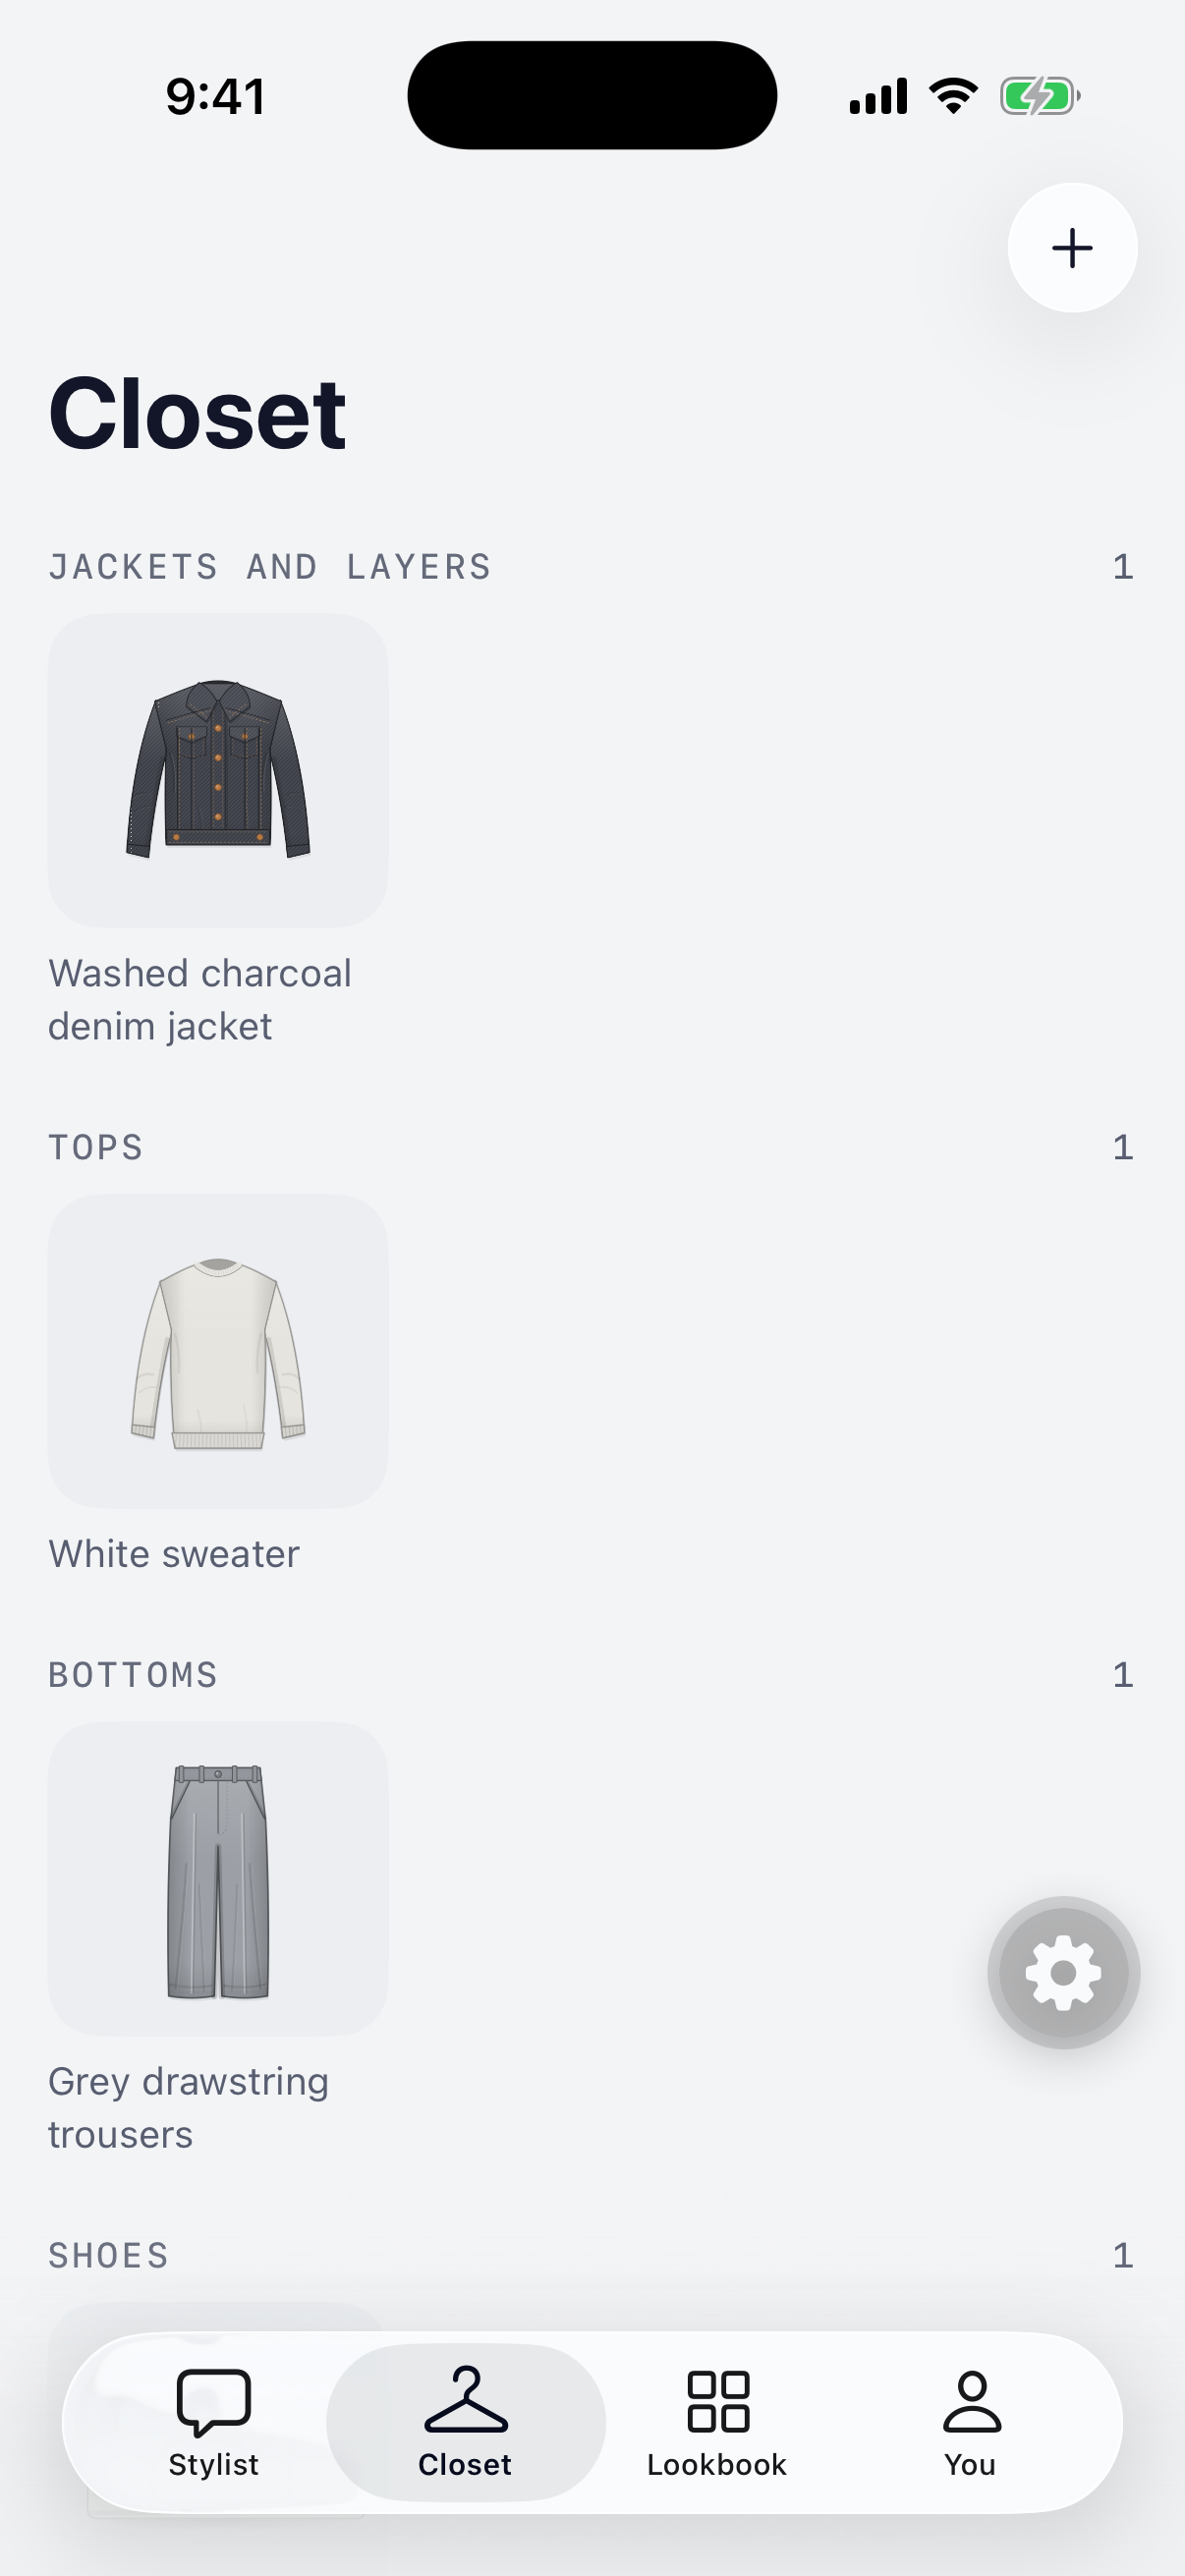 9:41
Closet
JACKETS AND LAYERS 1
Washed charcoal
denim jacket
TOPS 1
White sweater
BOTTOMS 1
Grey drawstring
trousers
SHOES 1
Stylist Closet Lookbook You